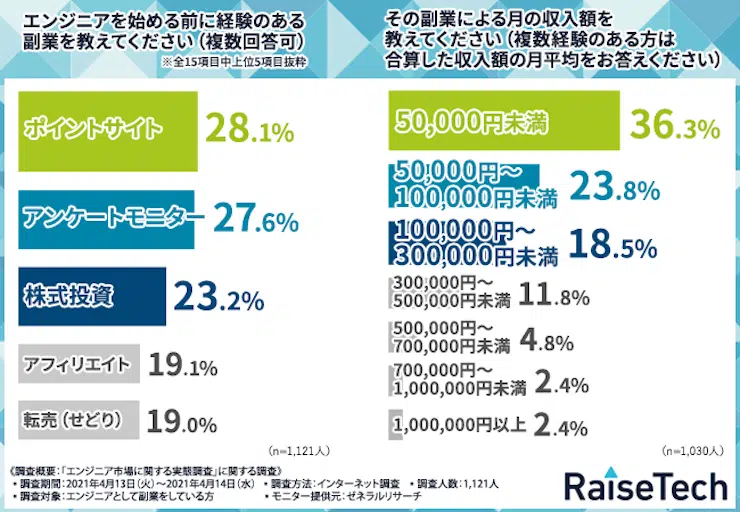 エンジニアを始める前に経験のある
副業を教えてください（複数回答可）
※全15項目中上位5項目抜粋
ポイントサイト 28.1%
アンケートモニター 27.6%
株式投資 23.2%
アフィリエイト 19.1%
転売（せどり） 19.0%
（n=1,121人）
その副業による月の収入額を
教えてください（複数経験のある方は
合算した収入額の月平均をお答えください）
50,000円未満 36.3%
50,000円～
100,000円未満 23.8%
100,000円～
300,000円未満 18.5%
300,000円～
500,000円未満 11.8%
500,000円～
700,000円未満 4.8%
700,000円～
1,000,000円未満 2.4%
1,000,000円以上 2.4%
（n=1,030人）
《調査概要：「エンジニア市場に関する実態調査」に関する調査》
・調査期間：2021年4月13日（火）～2021年4月14日（水） ・調査方法：インターネット調査 ・調査人数：1,121人
・調査対象：エンジニアとして副業をしている方 ・モニター提供元：ゼネラルリサーチ
RaiseTech